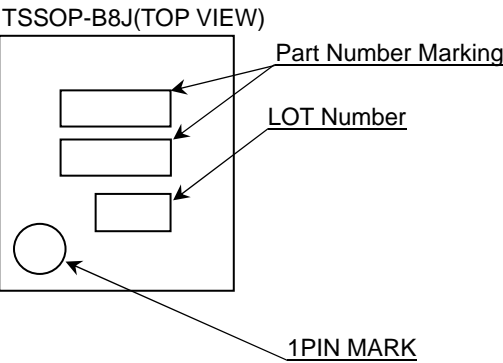 TSSOP-B8J(TOP VIEW)
Part Number Marking
LOT Number
1PIN MARK